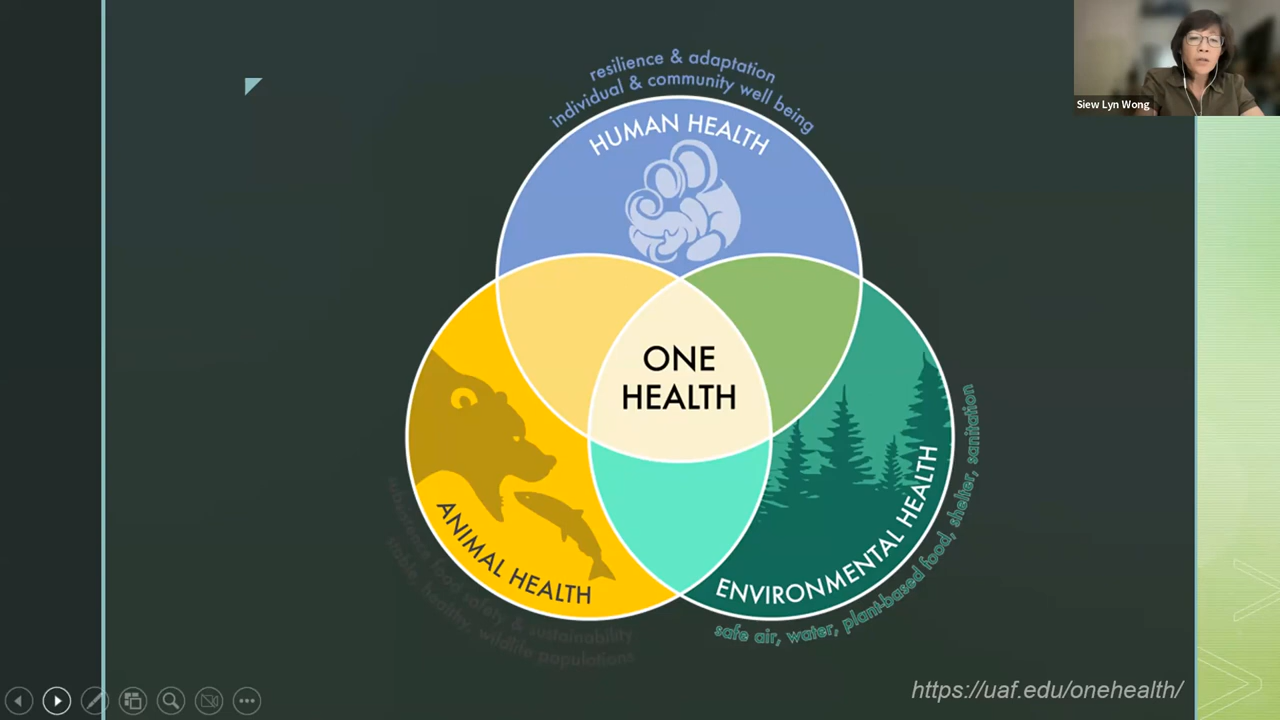 resilience & adaptation
individual & community well being
HUMAN HEALTH
Siew Lyn Wong
ONE
HEALTH
ANIMAL HEALTH
food safety & sustainability
stable, healthy, wildlife populations
ENVIRONMENTAL HEALTH
safe air, water, plant-based food, shelter, sanitation
https://uaf.edu/onehealth/